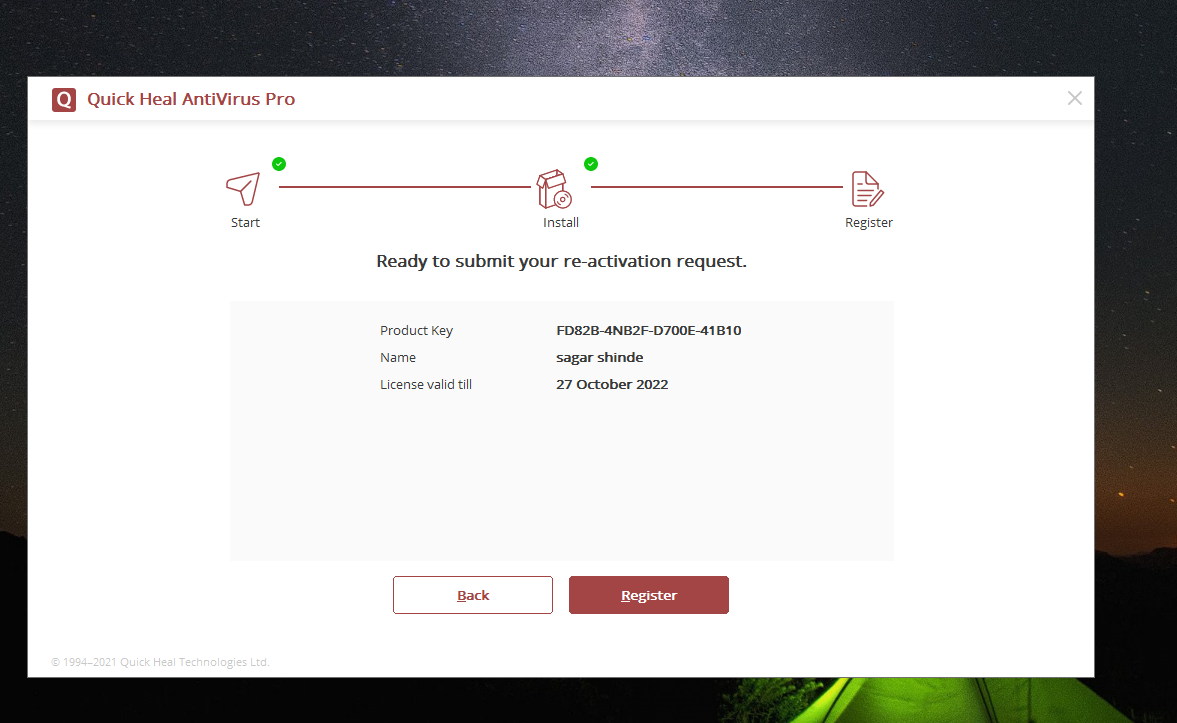 Q Quick Heal AntiVirus Pro
Start
Install
Register
Ready to submit your re-activation request.
Product Key FD82B-4NB2F-D700E-41B10
Name sagar shinde
License valid till 27 October 2022
Back
Register
© 1994–2021 Quick Heal Technologies Ltd.